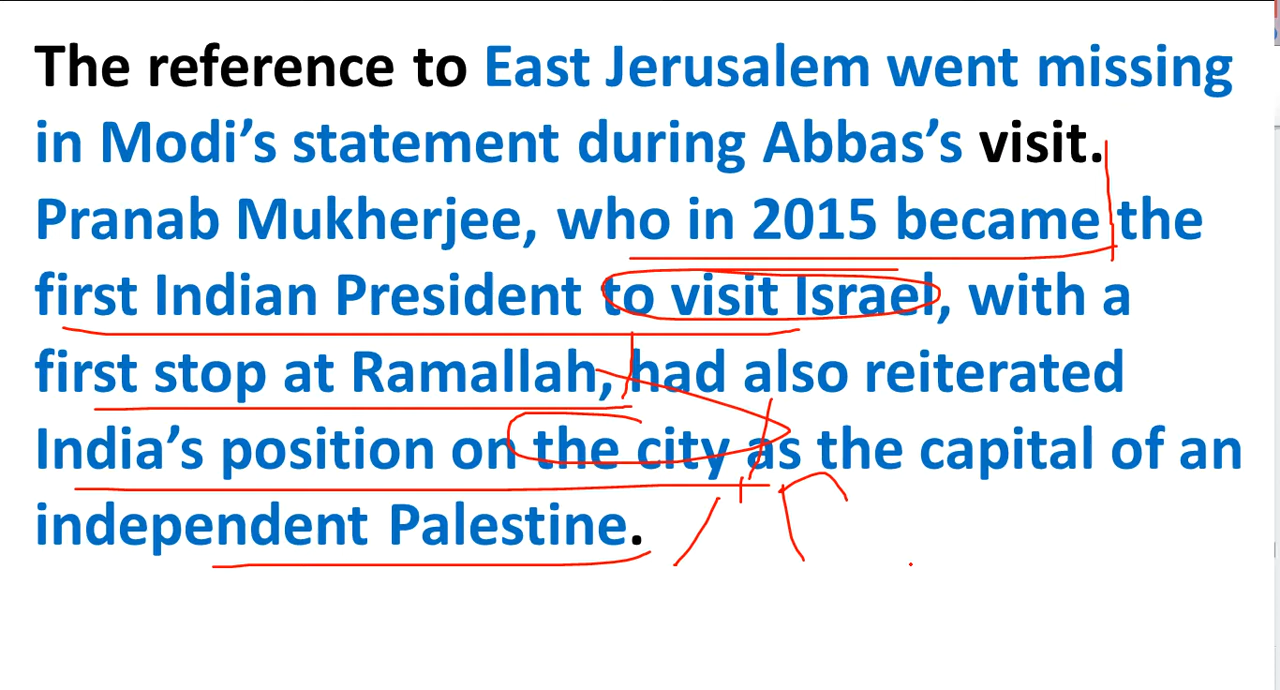 The reference to East Jerusalem went missing
in Modi’s statement during Abbas’s visit.
Pranab Mukherjee, who in 2015 became the
first Indian President to visit Israel, with a
first stop at Ramallah, had also reiterated
India’s position on the city as the capital of an
independent Palestine.